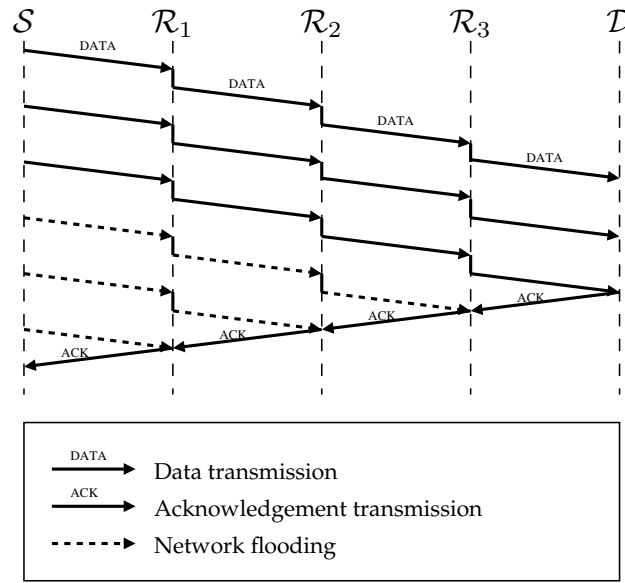 S R1 R2 R3 D
DATA
DATA
DATA
DATA
ACK
ACK
ACK
ACK
DATA Data transmission
ACK Acknowledgement transmission
Network flooding